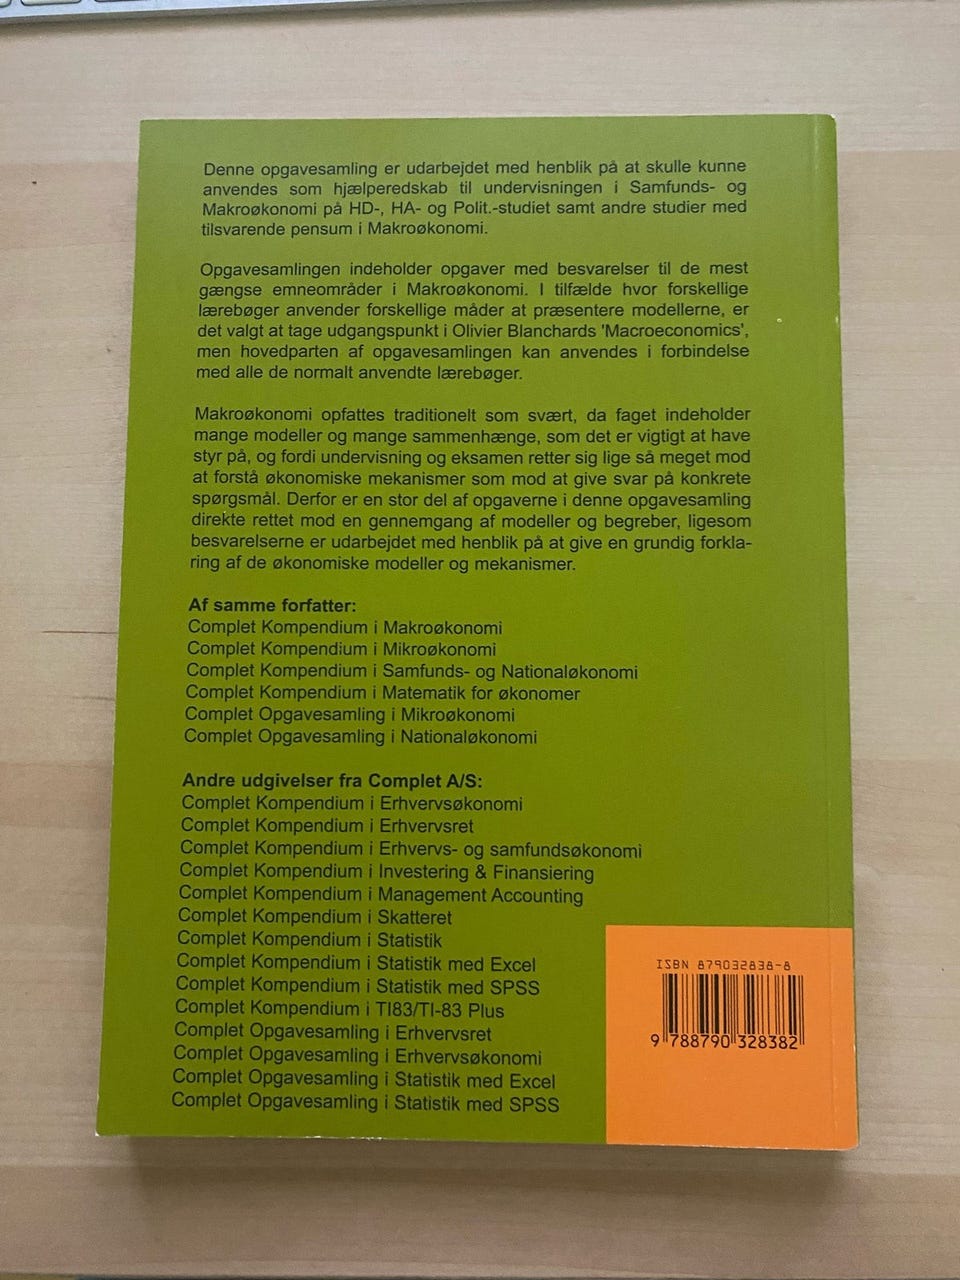 Denne opgavesamling er udarbejdet med henblik på at skulle kunne
anvendes som hjælperedskab til undervisningen i Samfunds- og
Makroøkonomi på HD-, HA- og Polit.-studiet samt andre studier med
tilsvarende pensum i Makroøkonomi.
Opgavesamlingen indeholder opgaver med besvarelser til de mest
gængse emneområder i Makroøkonomi. I tilfælde hvor forskellige
lærebøger anvender forskellige måder at præsentere modellerne, er
det valgt at tage udgangspunkt i Olivier Blanchards 'Macroeconomics',
men hovedparten af opgavesamlingen kan anvendes i forbindelse
med alle de normalt anvendte lærebøger.
Makroøkonomi opfattes traditionelt som svært, da faget indeholder
mange modeller og mange sammenhænge, som det er vigtigt at have
styr på, og fordi undervisning og eksamen retter sig lige så meget mod
at forstå økonomiske mekanismer som mod at give svar på konkrete
spørgsmål. Derfor er en stor del af opgaverne i denne opgavesamling
direkte rettet mod en gennemgang af modeller og begreber, ligesom
besvarelserne er udarbejdet med henblik på at give en grundig forkla-
ring af de økonomiske modeller og mekanismer.
Af samme forfatter:
Complet Kompendium i Makroøkonomi
Complet Kompendium i Mikroøkonomi
Complet Kompendium i Samfunds- og Nationaløkonomi
Complet Kompendium i Matematik for økonomer
Complet Opgavesamling i Mikroøkonomi
Complet Opgavesamling i Nationaløkonomi
Andre udgivelser fra Complet A/S:
Complet Kompendium i Erhvervsøkonomi
Complet Kompendium i Erhvervsret
Complet Kompendium i Erhvervs- og samfundsøkonomi
Complet Kompendium i Investering & Finansiering
Complet Kompendium i Management Accounting
Complet Kompendium i Skatteret
Complet Kompendium i Statistik
Complet Kompendium i Statistik med Excel
Complet Kompendium i Statistik med SPSS
Complet Kompendium i TI83/TI-83 Plus
Complet Opgavesamling i Erhvervsret
Complet Opgavesamling i Erhvervsøkonomi
Complet Opgavesamling i Statistik med Excel
Complet Opgavesamling i Statistik med SPSS
ISBN 879032838-8
9 788790 328382